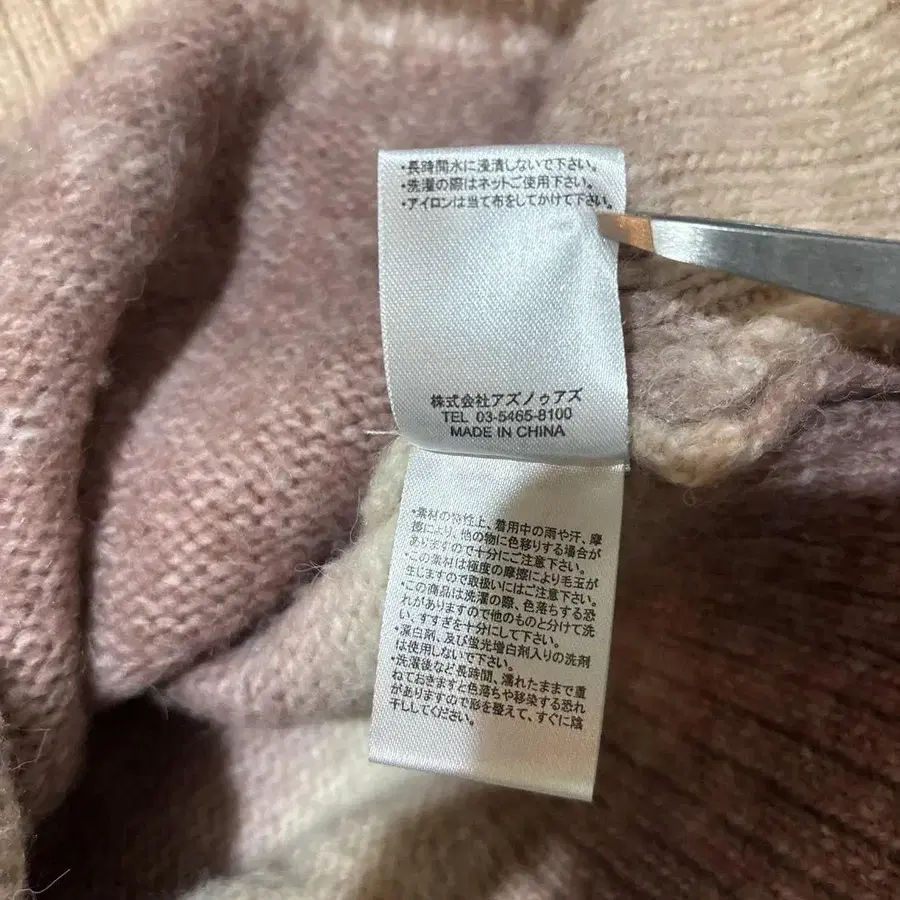 ・長時間水に浸漬しないで下さい。
・洗濯の際はネットご使用下さい。
・アイロンは当て布をしてかけて下さい。
株式会社アズノゥアズ
TEL 03-5465-8100
MADE IN CHINA
・素材の特性上、着用中の雨や汗、摩
擦により、他の物に色移りする場合が
ありますので十分にご注意下さい。
・この素材は極度の摩擦により毛玉が
生じますので取扱いにはご注意下さい。
・この商品は洗濯の際、色落ちする恐
れがありますので他のものと分けて洗
い、すすぎを十分にして下さい。
・漂白剤、及び蛍光増白剤入りの洗剤
は使用しないで下さい。
・洗濯後など長時間、濡れたままで重
ねておきますと色落ちや移染する恐れ
がありますので形を整えて、すぐに陰
干ししてください。